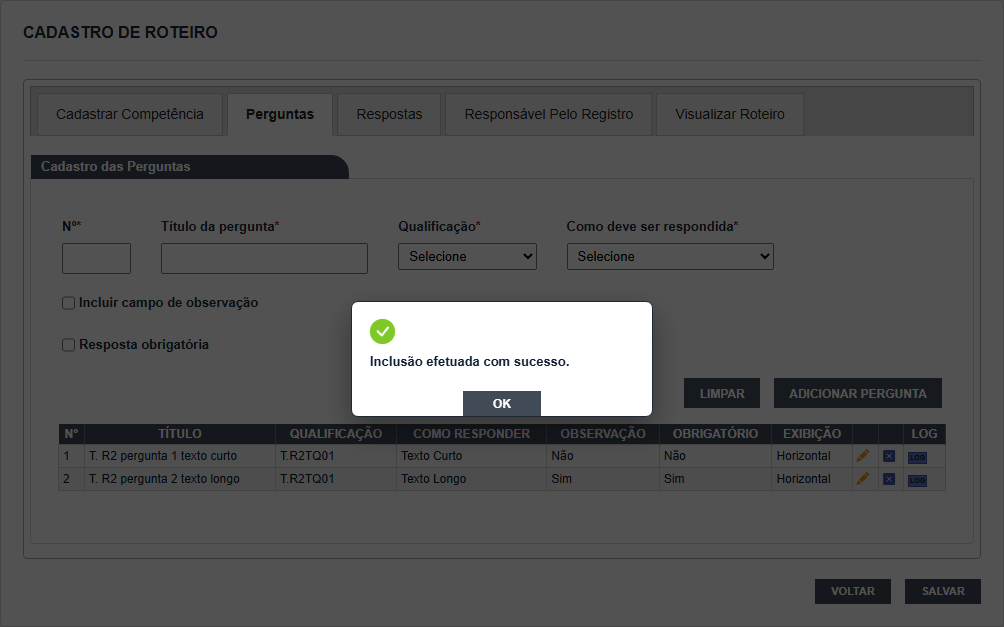 CADASTRO DE ROTEIRO
Cadastrar Competência Perguntas Respostas Responsável Pelo Registro Visualizar Roteiro
Cadastro das Perguntas
Nº* Título da pergunta* Qualificação* Como deve ser respondida*
Selecione Selecione
Incluir campo de observação
Resposta obrigatória
Inclusão efetuada com sucesso.
OK
LIMPAR ADICIONAR PERGUNTA
Nº TÍTULO QUALIFICAÇÃO COMO RESPONDER OBSERVAÇÃO OBRIGATÓRIO EXIBIÇÃO LOG
1 T. R2 pergunta 1 texto curto T.R2TQ01 Texto Curto Não Não Horizontal LOG
2 T. R2 pergunta 2 texto longo T.R2TQ01 Texto Longo Sim Sim Horizontal LOG
VOLTAR SALVAR